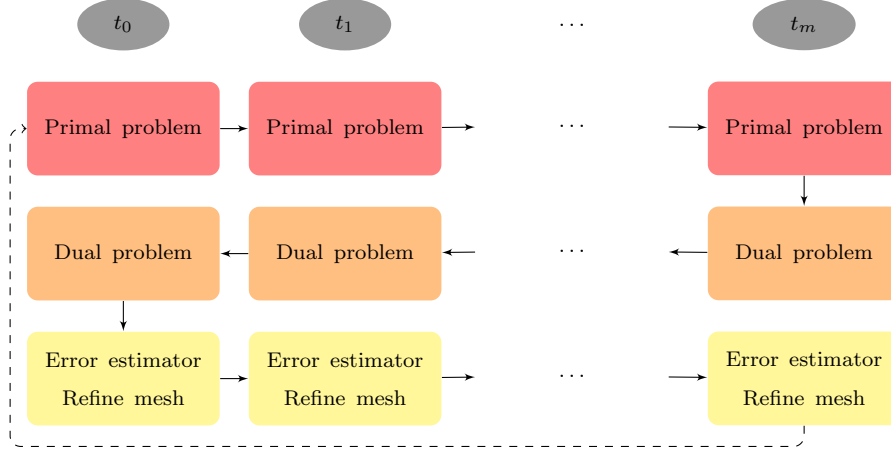 t₀ t₁ ··· tₘ
Primal problem Primal problem ··· Primal problem
Dual problem Dual problem ··· Dual problem
Error estimator Error estimator ··· Error estimator
Refine mesh Refine mesh Refine mesh